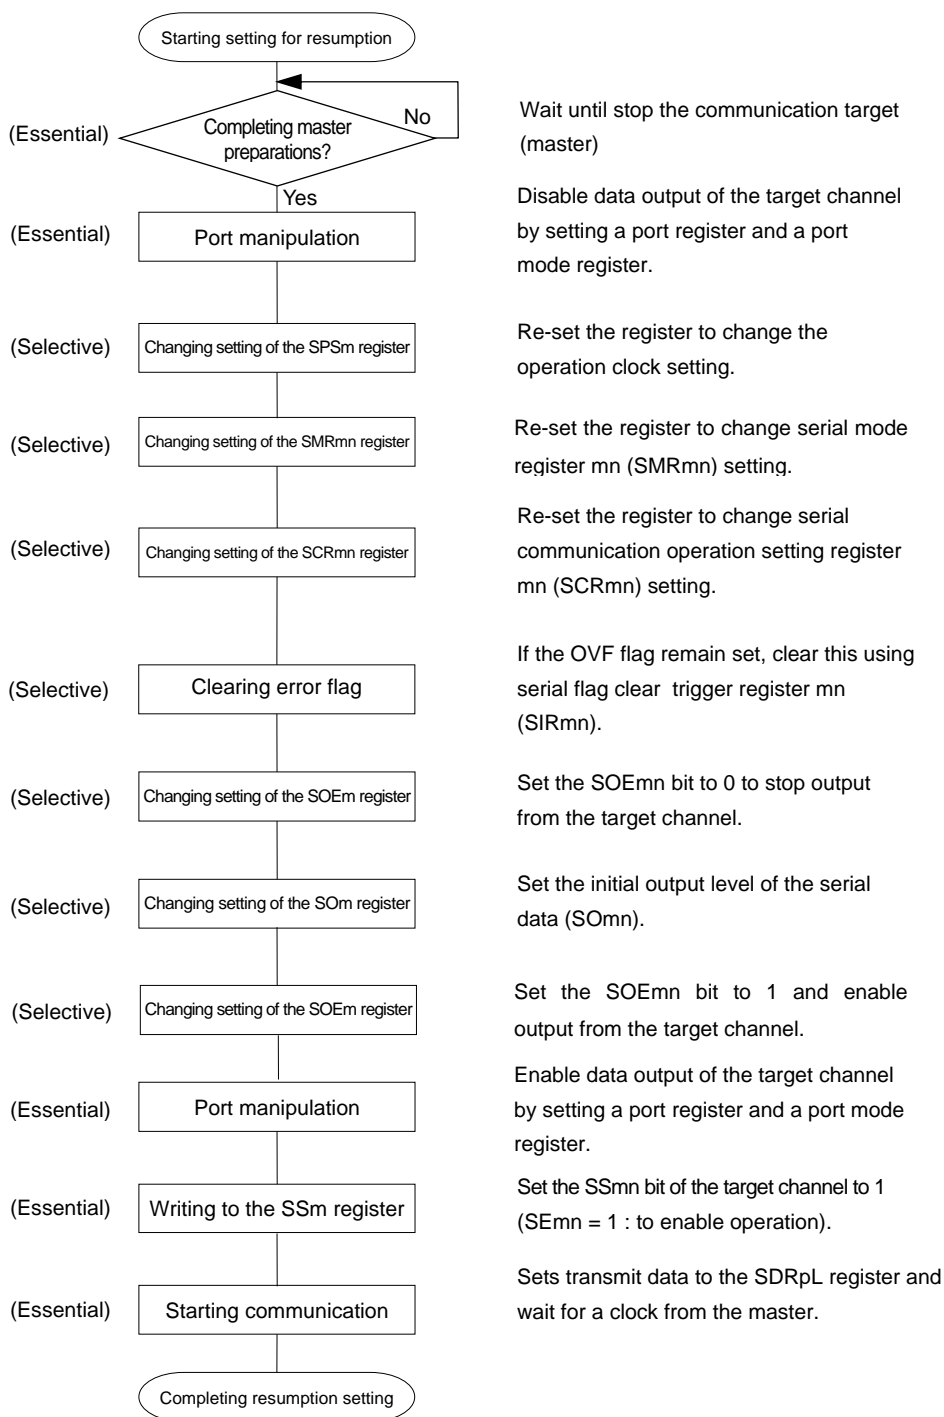 Starting setting for resumption
No
(Essential)
Completing master
preparations?
Wait until stop the communication target
(master)
Yes
(Essential)
Port manipulation
Disable data output of the target channel
by setting a port register and a port
mode register.
(Selective)
Changing setting of the SPSm register
Re-set the register to change the
operation clock setting.
(Selective)
Changing setting of the SMRmn register
Re-set the register to change serial mode
register mn (SMRmn) setting.
(Selective)
Changing setting of the SCRmn register
Re-set the register to change serial
communication operation setting register
mn (SCRmn) setting.
(Selective)
Clearing error flag
If the OVF flag remain set, clear this using
serial flag clear trigger register mn
(SIRmn).
(Selective)
Changing setting of the SOEm register
Set the SOEmn bit to 0 to stop output
from the target channel.
(Selective)
Changing setting of the SOm register
Set the initial output level of the serial
data (SOmn).
(Selective)
Changing setting of the SOEm register
Set the SOEmn bit to 1 and enable
output from the target channel.
(Essential)
Port manipulation
Enable data output of the target channel
by setting a port register and a port mode
register.
(Essential)
Writing to the SSm register
Set the SSmn bit of the target channel to 1
(SEmn = 1 : to enable operation).
(Essential)
Starting communication
Sets transmit data to the SDRpL register and
wait for a clock from the master.
Completing resumption setting